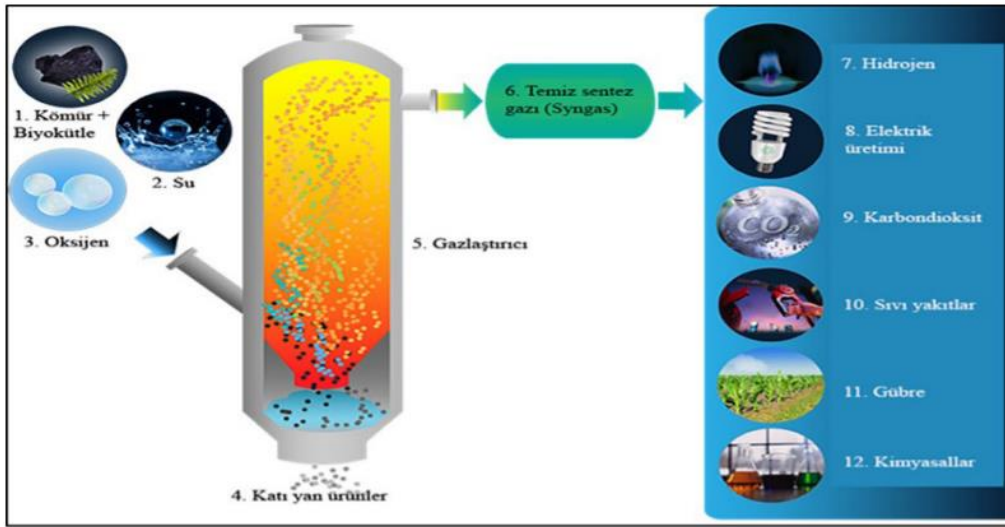 1. Kömür +
Biyokütle
2. Su
3. Oksijen
4. Katı yan ürünler
5. Gazlaştırıcı
6. Temiz sentez
gazı (Syngas)
7. Hidrojen
8. Elektrik
üretimi
CO2
9. Karbondioksit
10. Sıvı yakıtlar
11. Gübre
12. Kimyasallar